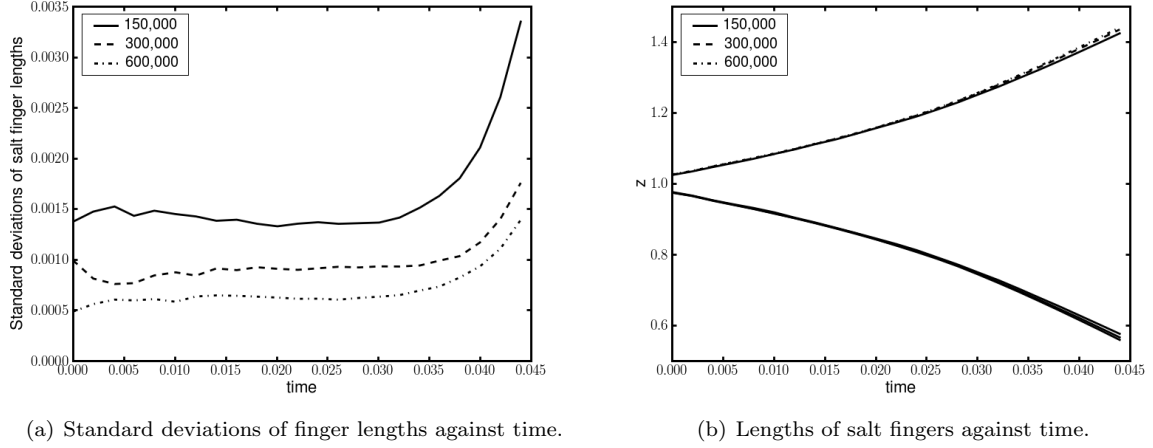 0.0035
0.0030
0.0025
0.0020
0.0015
0.0010
0.0005
0.0000
Standard deviations of salt finger lengths
150,000
300,000
600,000
0.000 0.005 0.010 0.015 0.020 0.025 0.030 0.035 0.040 0.045
time
(a) Standard deviations of finger lengths against time.
1.4
1.2
1.0
0.8
0.6
z
150,000
300,000
600,000
0.000 0.005 0.010 0.015 0.020 0.025 0.030 0.035 0.040 0.045
time
(b) Lengths of salt fingers against time.